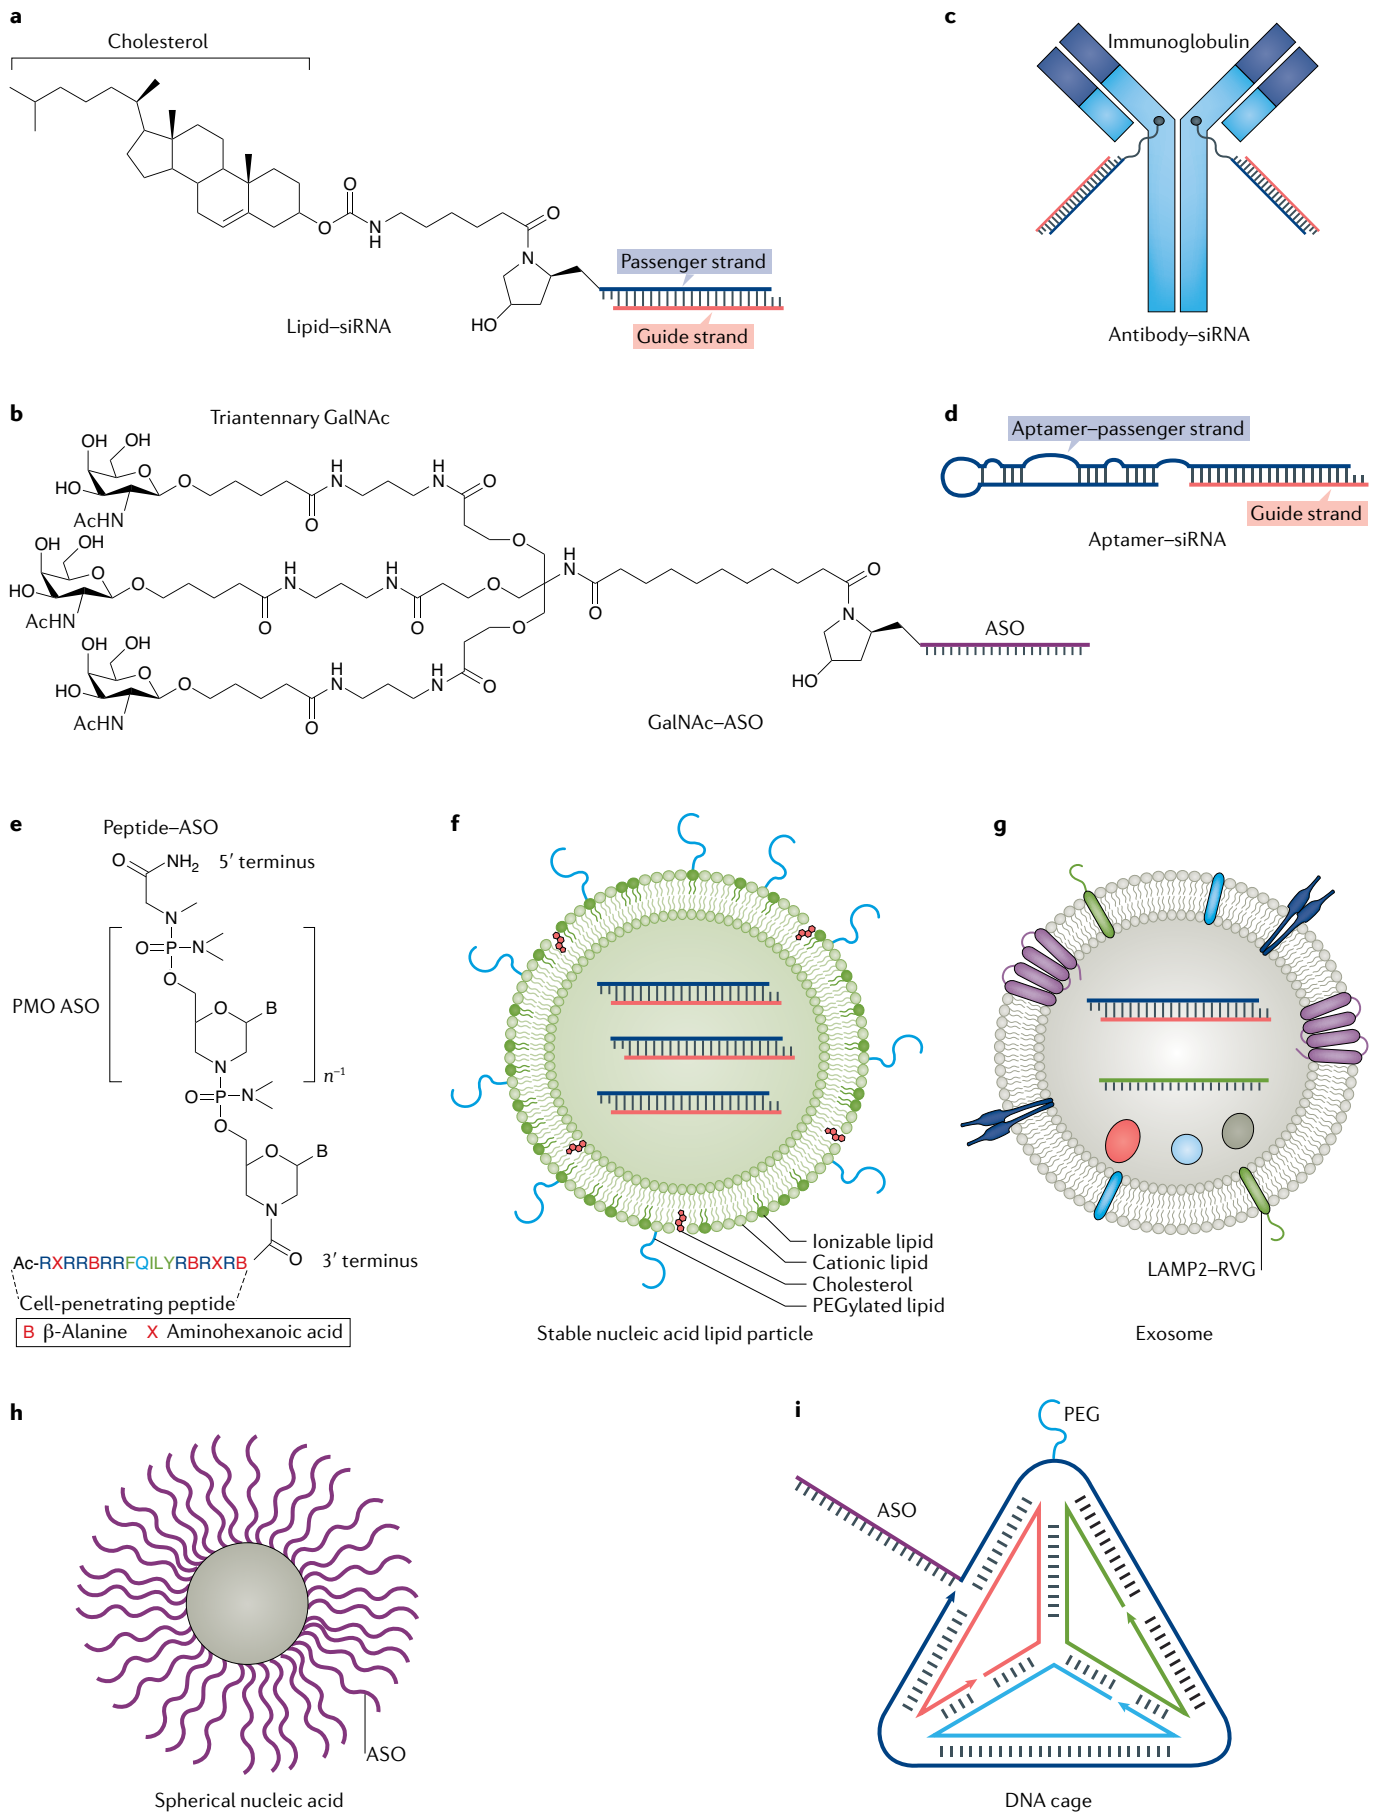 a
Cholesterol
O
O
N
H
O
N
HO
Passenger strand
Guide strand
Lipid–siRNA
c
Immunoglobulin
Antibody–siRNA
b
Triantennary GalNAc
OH
OH
HO
O
O
AcHN
O
H
N
H
N
O
O
OH
OH
HO
O
O
AcHN
O
H
N
H
N
O
O
H
N
O
O
N
HO
ASO
OH
OH
HO
O
O
AcHN
O
H
N
H
N
O
O
GalNAc–ASO
d
Aptamer–passenger strand
Guide strand
Aptamer–siRNA
e
Peptide–ASO
O
NH2
5′ terminus
N
O=P–N
O
PMO ASO
O
B
N
n–1
O=P–N
O
O
B
N
O
3′ terminus
Ac-RXRRBRRFQILYRBRXRB
Cell-penetrating peptide
B β-Alanine X Aminohexanoic acid
f
Ionizable lipid
Cationic lipid
Cholesterol
PEGylated lipid
Stable nucleic acid lipid particle
g
LAMP2–RVG
Exosome
h
ASO
Spherical nucleic acid
i
PEG
ASO
DNA cage